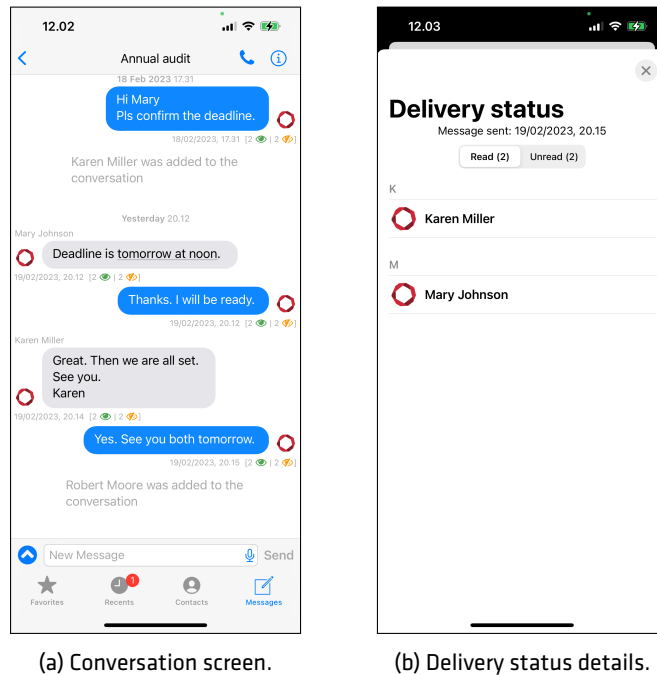 12.02
Annual audit
18 Feb 2023 17.31
Hi Mary
Pls confirm the deadline.
18/02/2023, 17.31 [2 | 2 ]
Karen Miller was added to the
conversation
Yesterday 20.12
Mary Johnson
Deadline is tomorrow at noon.
19/02/2023, 20.12 [2 | 2 ]
Thanks. I will be ready.
19/02/2023, 20.12 [2 | 2 ]
Karen Miller
Great. Then we are all set.
See you.
Karen
19/02/2023, 20.14 [2 | 2 ]
Yes. See you both tomorrow.
19/02/2023, 20.15 [2 | 2 ]
Robert Moore was added to the
conversation
New Message
Send
1
Favorites
Recents
Contacts
Messages
(a) Conversation screen.
12.03
Delivery status
Message sent: 19/02/2023, 20.15
Read (2)
Unread (2)
K
Karen Miller
M
Mary Johnson
(b) Delivery status details.